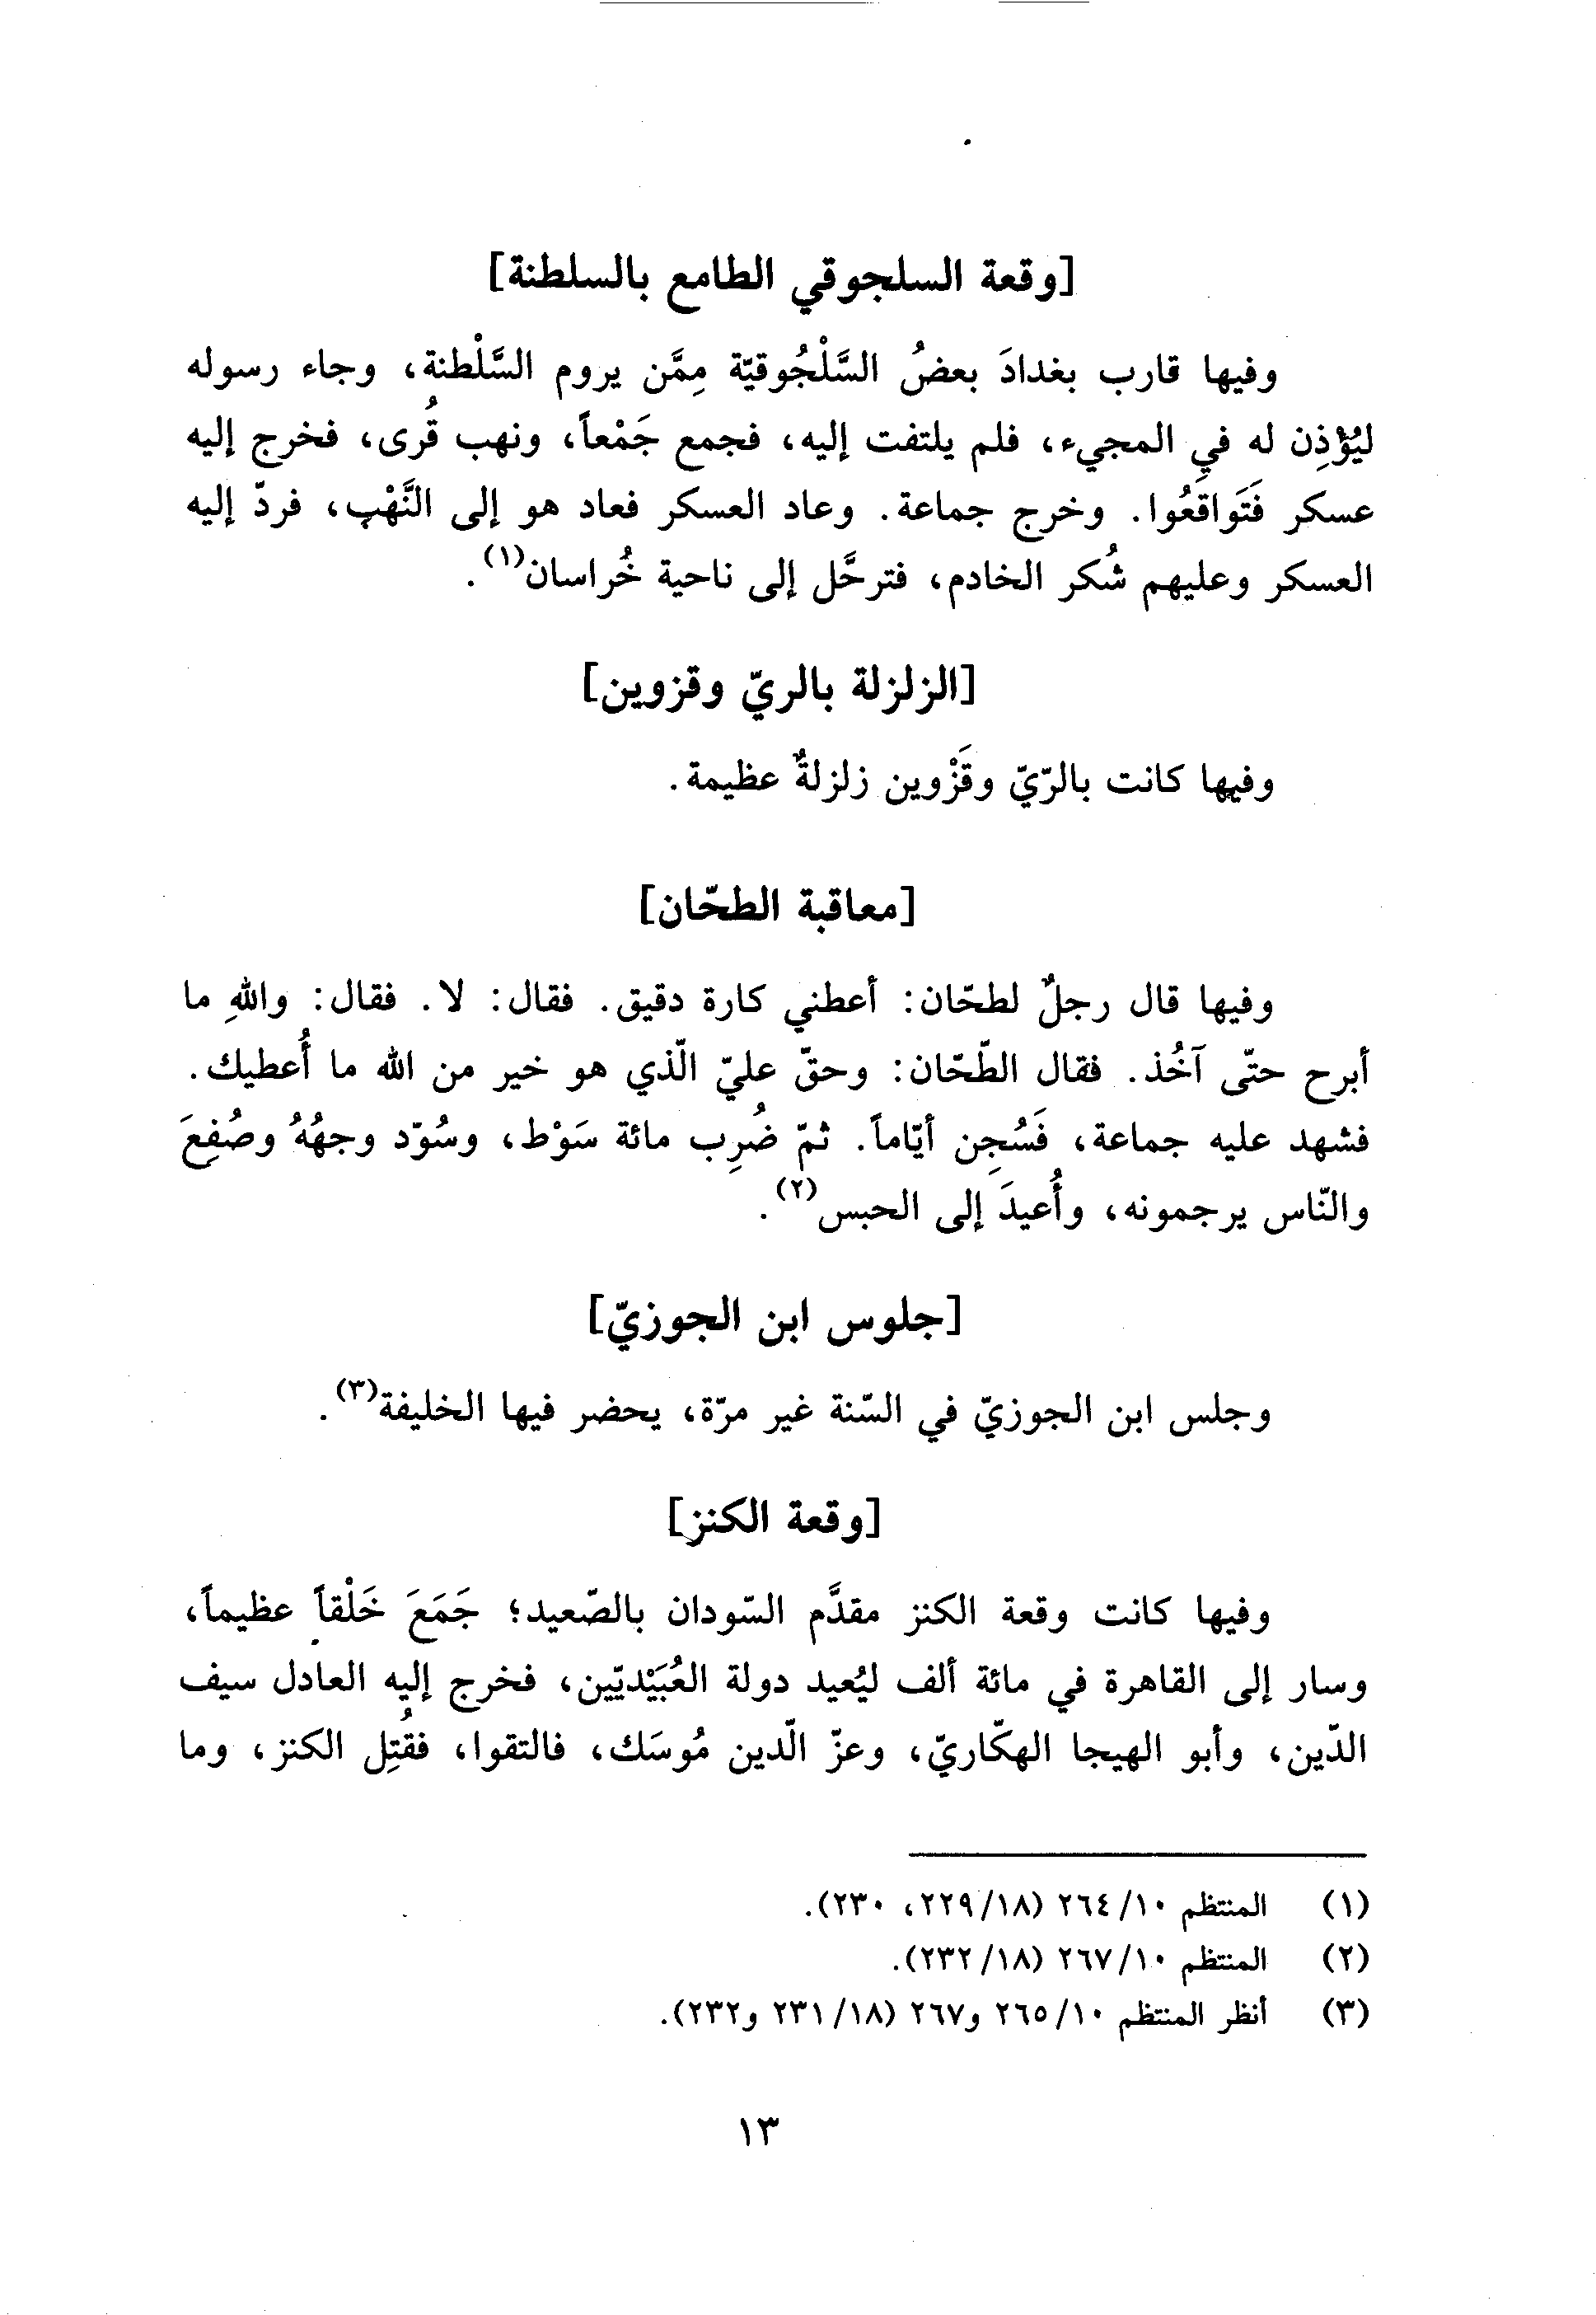 [وقعة السلجوقي الطامع بالسلطنة]
وفيها قارب بغدادَ بعضُ السَّلْجُوقيّة مِمَّن يروم السَّلْطنة، وجاء رسوله
ليُؤْذِن له في المجيء، فلم يلتفت إليه، فجمع جَمْعاً، ونهب قُرى، فخرج إليه
عسكر فَتَواقَعُوا. وخرج جماعة. وعاد العسكر فعاد هو إلى النَّهْب، فردّ إليه
العسكر وعليهم شُكر الخادم، فترحَّل إلى ناحية خُراسان(١).
[الزلزلة بالريّ وقزوين]
وفيها كانت بالرّيّ وقَزْوين زلزلةٌ عظيمة.
[معاقبة الطحّان]
وفيها قال رجلٌ لطحّان: أعطني كارة دقيق. فقال: لا. فقال: واللهِ ما
أبرح حتّى آخُذ. فقال الطّحّان: وحقّ عليّ الّذي هو خير من الله ما أُعطيك.
فشهد عليه جماعة، فَسُجِن أيّاماً. ثمّ ضُرِب مائة سَوْط، وسُوّد وجهُهُ وصُفِعَ
والنّاس يرجمونه، وأُعيدَ إلى الحبس(٢).
[جلوس ابن الجوزيّ]
وجلس ابن الجوزيّ في السّنة غير مرّة، يحضر فيها الخليفة(٣).
[وقعة الكنز]
وفيها كانت وقعة الكنز مقدَّم السّودان بالصّعيد؛ جَمَعَ خَلْقاً عظيماً،
وسار إلى القاهرة في مائة ألف ليُعيد دولة العُبَيْديّين، فخرج إليه العادل سيف
الدّين، وأبو الهيجا الهكّاريّ، وعزّ الّدين مُوسَك، فالتقوا، فقُتِل الكنز، وما
(١) المنتظم ١٠/ ٢٦٤ (١٨/ ٢٢٩، ٢٣٠).
(٢) المنتظم ١٠/ ٢٦٧ (١٨/ ٢٣٢).
(٣) أنظر المنتظم ١٠/ ٢٦٥ و٢٦٧ (١٨/ ٢٣١ و٢٣٢).
١٣